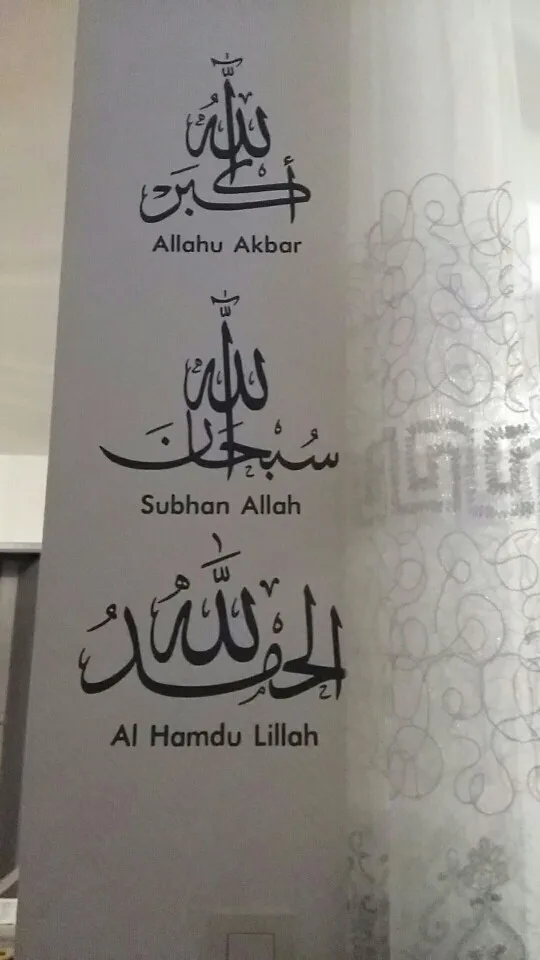 الله أكبر
Allahu Akbar
سبحان الله
Subhan Allah
الحمد لله
Al Hamdu Lillah